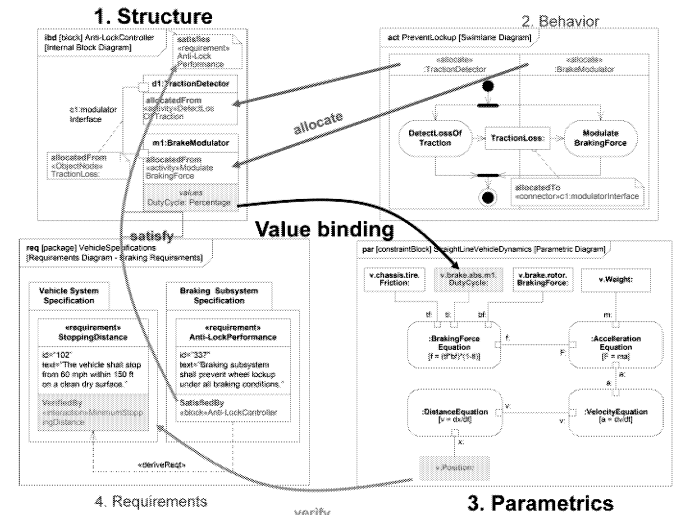 1. Structure
ibd [block] Anti-LockController
[Internal Block Diagram]
satisfies
«requirement»
Anti-Lock
Performance
d1:TractionDetector
allocatedFrom
«activity»DetectLos
OfTraction
c1:modulator
Interface
m1:BrakeModulator
allocatedFrom
«activity»Modulate
BrakingForce
allocatedFrom
«ObjectNode»
TractionLoss:
values
DutyCycle: Percentage
2. Behavior
act PreventLockup [Swimlane Diagram]
«allocate»
:TractionDetector
«allocate»
:BrakeModulator
DetectLossOf
Traction
TractionLoss:
Modulate
BrakingForce
allocatedTo
«connector»c1:modulatorInterface
allocate
satisfy
Value binding
req [package] VehicleSpecifications
[Requirements Diagram - Braking Requirements]
Vehicle System
Specification
Braking Subsystem
Specification
«requirement»
StoppingDistance
id="102"
text="The vehicle shall stop
from 60 mph within 150 ft
on a clean dry surface."
VerifiedBy
«interaction»MinimumStopp
ingDistance
«requirement»
Anti-LockPerformance
id="337"
text="Braking subsystem
shall prevent wheel lockup
under all braking conditions."
SatisfiedBy
«block»Anti-LockController
«deriveReqt»
4. Requirements
verify
par [constraintBlock] StraightLineVehicleDynamics [Parametric Diagram]
v.chassis.tire.
Friction:
v.brake.abs.m1.
DutyCycle:
v.brake.rotor.
BrakingForce:
v.Weight:
tf:
tl:
bf:
m:
:BrakingForce
Equation
[f = (tf*bf)*(1-tl)]
f:
F:
:Accelleration
Equation
[F = ma]
a:
a:
:DistanceEquation
[v = dx/dt]
v:
v:
:VelocityEquation
[a = dv/dt]
x:
v.Position:
3. Parametrics